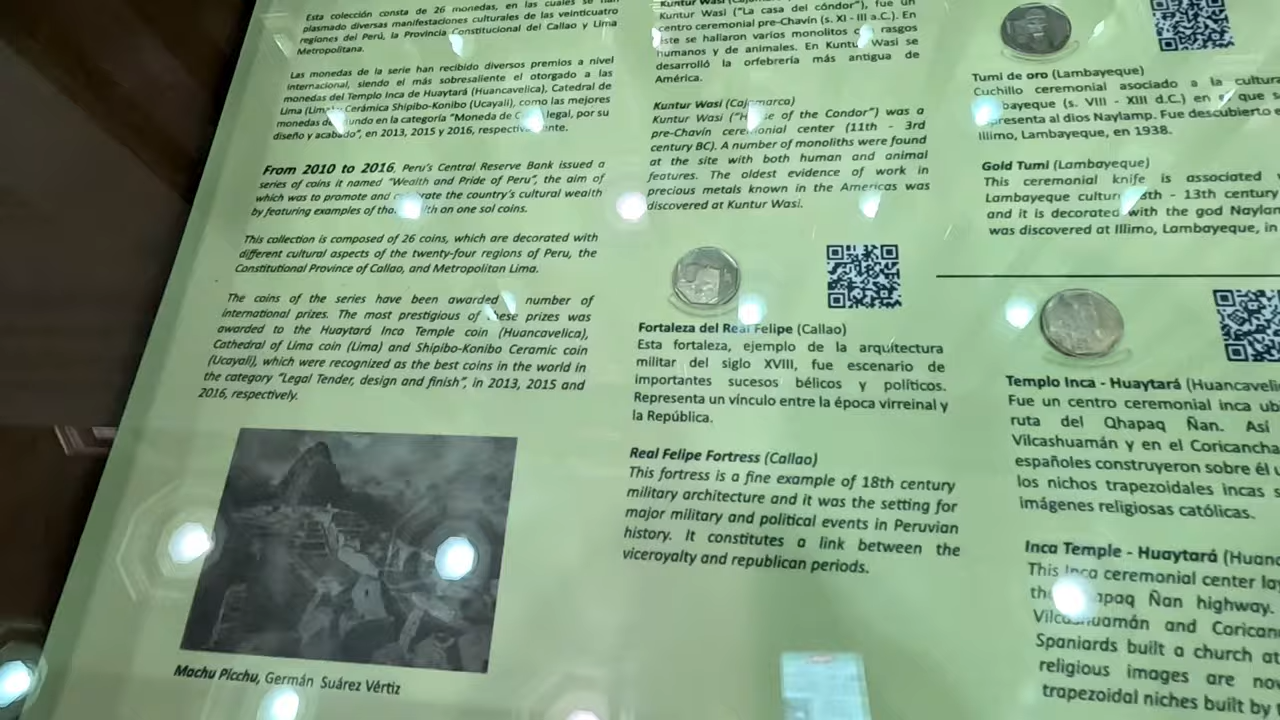 Esta colección consta de 26 monedas, en las cuales se han
plasmado diversas manifestaciones culturales de las veinticuatro
regiones del Perú, la Provincia Constitucional del Callao y Lima
Metropolitana.
Las monedas de la serie han recibido diversos premios a nivel
internacional, siendo el más sobresaliente el otorgado a las
monedas del Templo Inca de Huaytará (Huancavelica), Catedral de
Lima (Lima) Cerámica Shipibo-Konibo (Ucayali), como las mejores
monedas de categoría "Moneda de legal, por su
diseño y acabado", en 2013, 2015 y 2016, respectivamente.
From 2010 to 2016, Peru's Central Reserve Bank issued a
series of coins it named "Wealth and Pride of Peru", the aim of
which was to promote and the country's cultural wealth
by featuring examples of that on one sol coins.
This collection is composed of 26 coins, which are decorated with
different cultural aspects of the twenty-four regions of Peru, the
Constitutional Province of Callao, and Metropolitan Lima.
The coins of the series have been awarded number of
international prizes. The most prestigious of these prizes was
awarded to the Huaytará Inca Temple coin (Huancavelica),
Cathedral of Lima coin (Lima) and Shipibo-Konibo Ceramic coin
(Ucayali), which were recognized as the best coins in the world in
the category "Legal Tender, design and finish", in 2013, 2015 and
2016, respectively.
Machu Picchu, Germán Suárez Vértiz
Kuntur Wasi
Kuntur Wasi ("La casa del cóndor"), fue un
centro ceremonial pre-Chavín (s. XI - III a.C.). En
éste se hallaron varios monolitos rasgos
humanos y de animales. En Kuntur Wasi se
desarrolló la orfebrería más antigua de
América.
Kuntur Wasi (Cajamarca)
Kuntur Wasi ("House of the Condor") was a
pre-Chavín ceremonial center (11th - 3rd
century BC). A number of monoliths were found
at the site with both human and animal
features. The oldest evidence of work in
precious metals known in the Americas was
discovered at Kuntur Wasi.
Fortaleza del Real Felipe (Callao)
Esta fortaleza, ejemplo de la arquitectura
militar del siglo XVIII, fue escenario de
importantes sucesos bélicos y políticos.
Representa un vínculo entre la época virreinal y
la República.
Real Felipe Fortress (Callao)
This fortress is a fine example of 18th century
military architecture and it was the setting for
major military and political events in Peruvian
history. It constitutes a link between the
viceroyalty and republican periods.
Tumi de oro (Lambayeque)
Cuchillo ceremonial asociado a la cultura
(s. VIII - XIII d.C.) en que
al dios Naylamp. Fue descubierto
Illimo, Lambayeque, en 1938.
Gold Tumi (Lambayeque)
This ceremonial knife is associated
Lambayeque culture - 13th century
and it is decorated with the god
was discovered at Illimo, Lambayeque, in
Templo Inca - Huaytará
Fue un centro ceremonial inca
ruta del Qhapaq Ñan. Así
Vilcashuamán y en el Coricancha
españoles construyeron sobre él
los nichos trapezoidales incas
imágenes religiosas católicas.
Inca Temple - Huaytará
This Inca ceremonial center
Ñan highway.
and
Spaniards built a church at
religious images are
trapezoidal niches built by